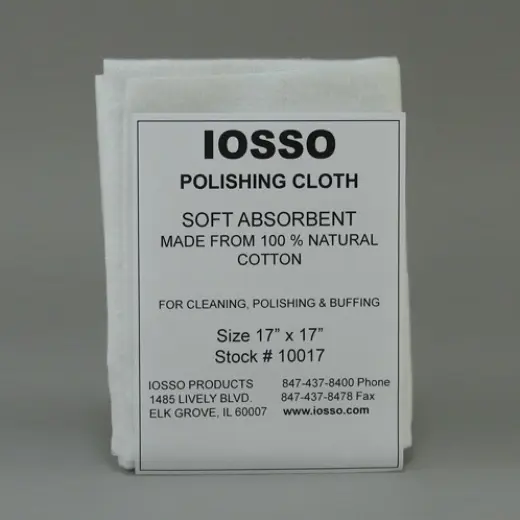 IOSSO
POLISHING CLOTH
SOFT ABSORBENT
MADE FROM 100 % NATURAL
COTTON
FOR CLEANING, POLISHING & BUFFING
Size 17” x 17”
Stock # 10017
IOSSO PRODUCTS 847-437-8400 Phone
1485 LIVELY BLVD. 847-437-8478 Fax
ELK GROVE, IL 60007 www.iosso.com